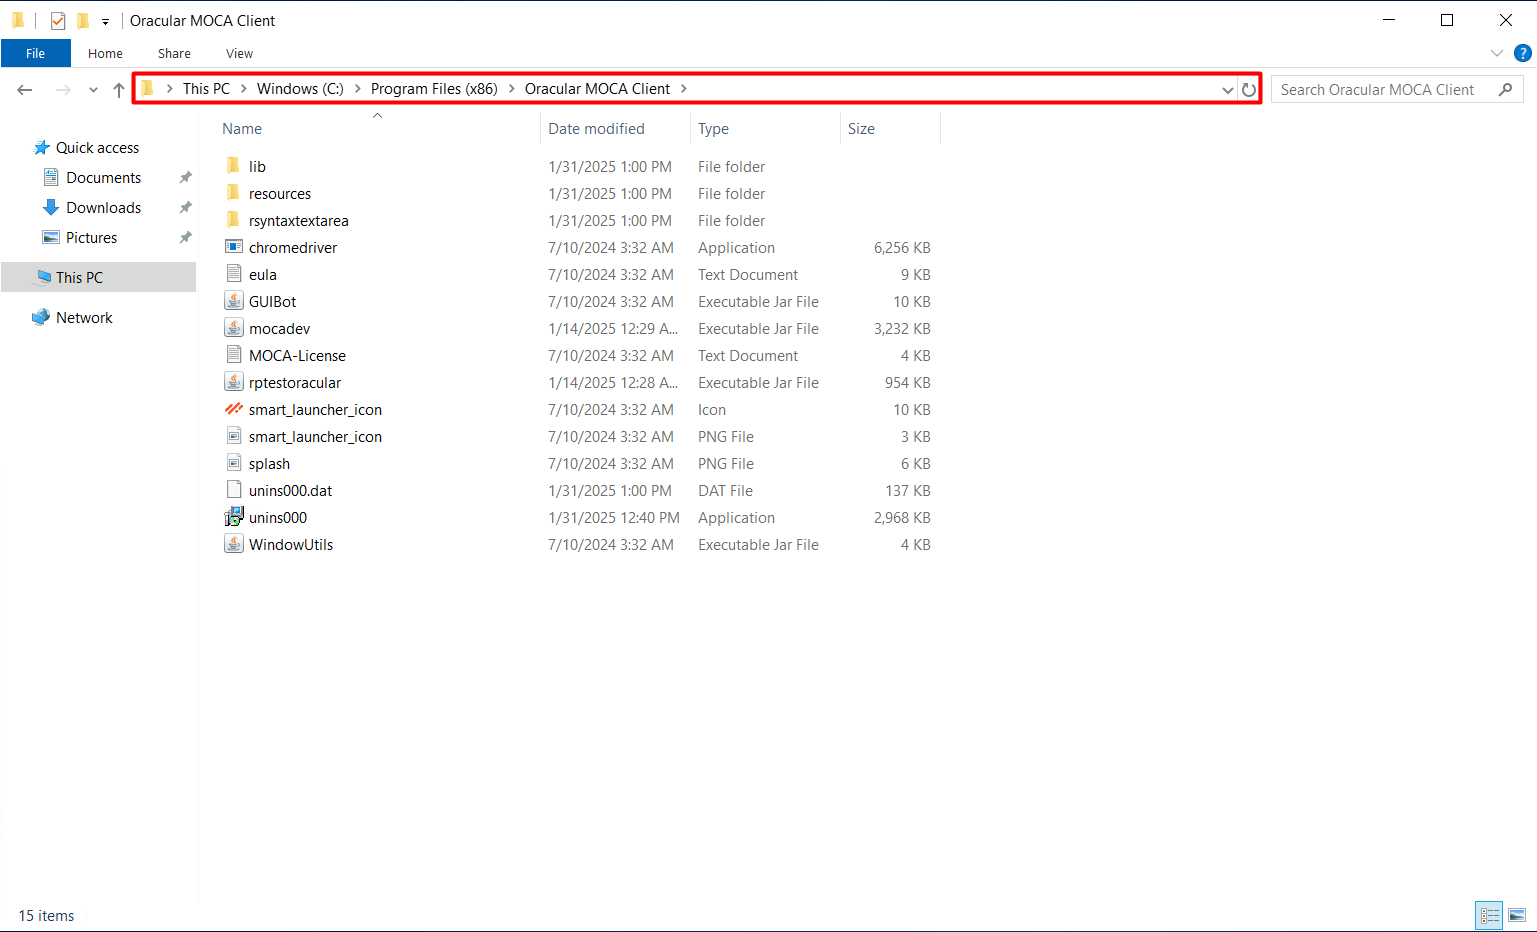 Oracular MOCA Client
File Home Share View
This PC Windows (C:) Program Files (x86) Oracular MOCA Client Search Oracular MOCA Client
Name Date modified Type Size
Quick access
Documents
Downloads
Pictures
This PC
Network
lib 1/31/2025 1:00 PM File folder
resources 1/31/2025 1:00 PM File folder
rsyntaxtextarea 1/31/2025 1:00 PM File folder
chromedriver 7/10/2024 3:32 AM Application 6,256 KB
eula 7/10/2024 3:32 AM Text Document 9 KB
GUIBot 7/10/2024 3:32 AM Executable Jar File 10 KB
mocadev 1/14/2025 12:29 A... Executable Jar File 3,232 KB
MOCA-License 7/10/2024 3:32 AM Text Document 4 KB
rptestoracular 1/14/2025 12:28 A... Executable Jar File 954 KB
smart_launcher_icon 7/10/2024 3:32 AM Icon 10 KB
smart_launcher_icon 7/10/2024 3:32 AM PNG File 3 KB
splash 7/10/2024 3:32 AM PNG File 6 KB
unins000.dat 1/31/2025 1:00 PM DAT File 137 KB
unins000 1/31/2025 12:40 PM Application 2,968 KB
WindowUtils 7/10/2024 3:32 AM Executable Jar File 4 KB
15 items